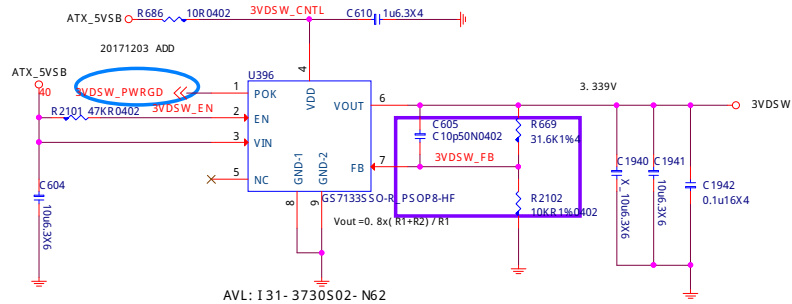 ATX_5VSB
R686
10R0402
3VDSW_CNTL
C610
1u6.3X4
20171203 ADD
ATX_5VSB
40
3VDSW_PWRGD
3VDSW_EN
R2101
47KR0402
C604
10u6.3X6
U396
1
POK
2
EN
3
VIN
5
NC
4
VDD
VOUT
6
FB
7
GND-1
GND-2
8
9
GS7133SSO-R_PSOP8-HF
Vout=0.8x(R1+R2)/R1
3.339V
3VDSW
C605
C10p50N0402
3VDSW_FB
R669
31.6K1%4
R2102
10KR1%0402
C1940
X_10u6.3X6
C1941
10u6.3X6
C1942
0.1u16X4
AVL: I31-3730S02-N62